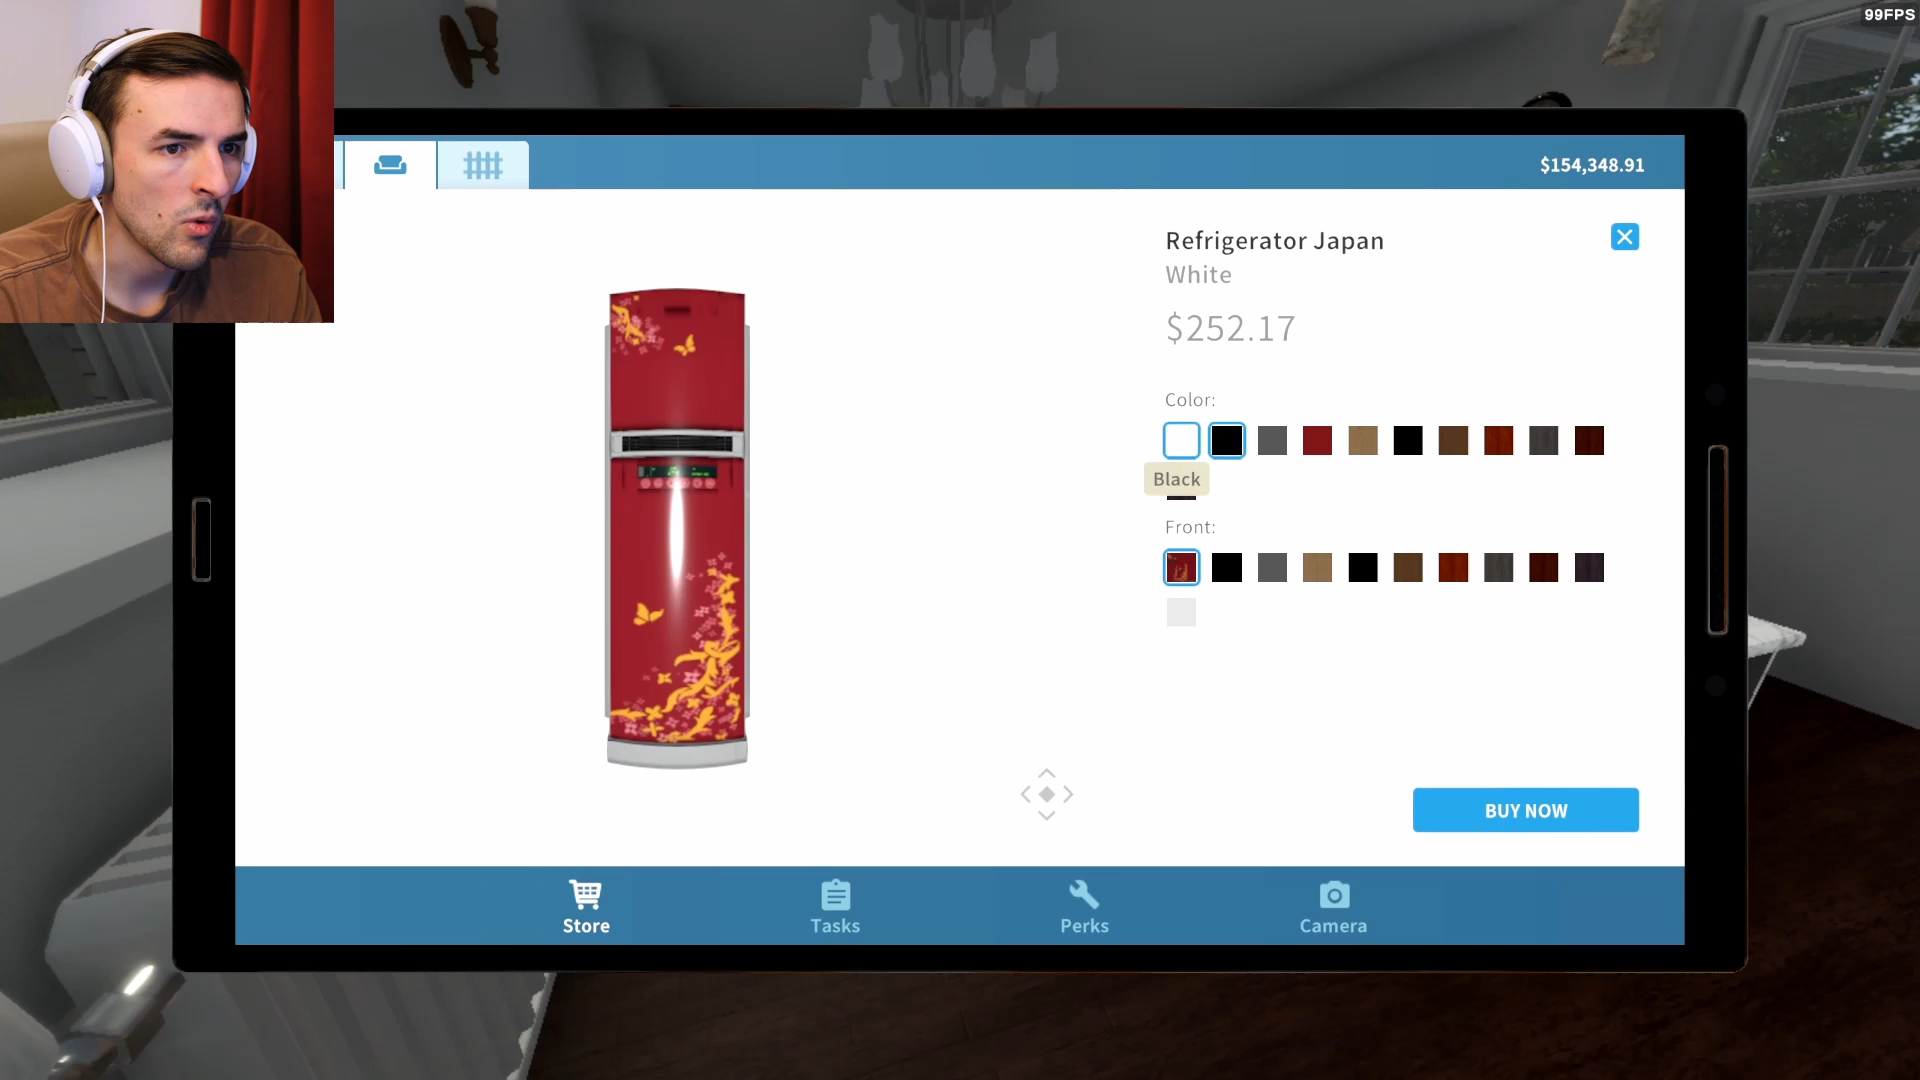 99FPS
$154,348.91
Refrigerator Japan
White
$252.17
Color:
Black
Front:
BUY NOW
Store
Tasks
Perks
Camera